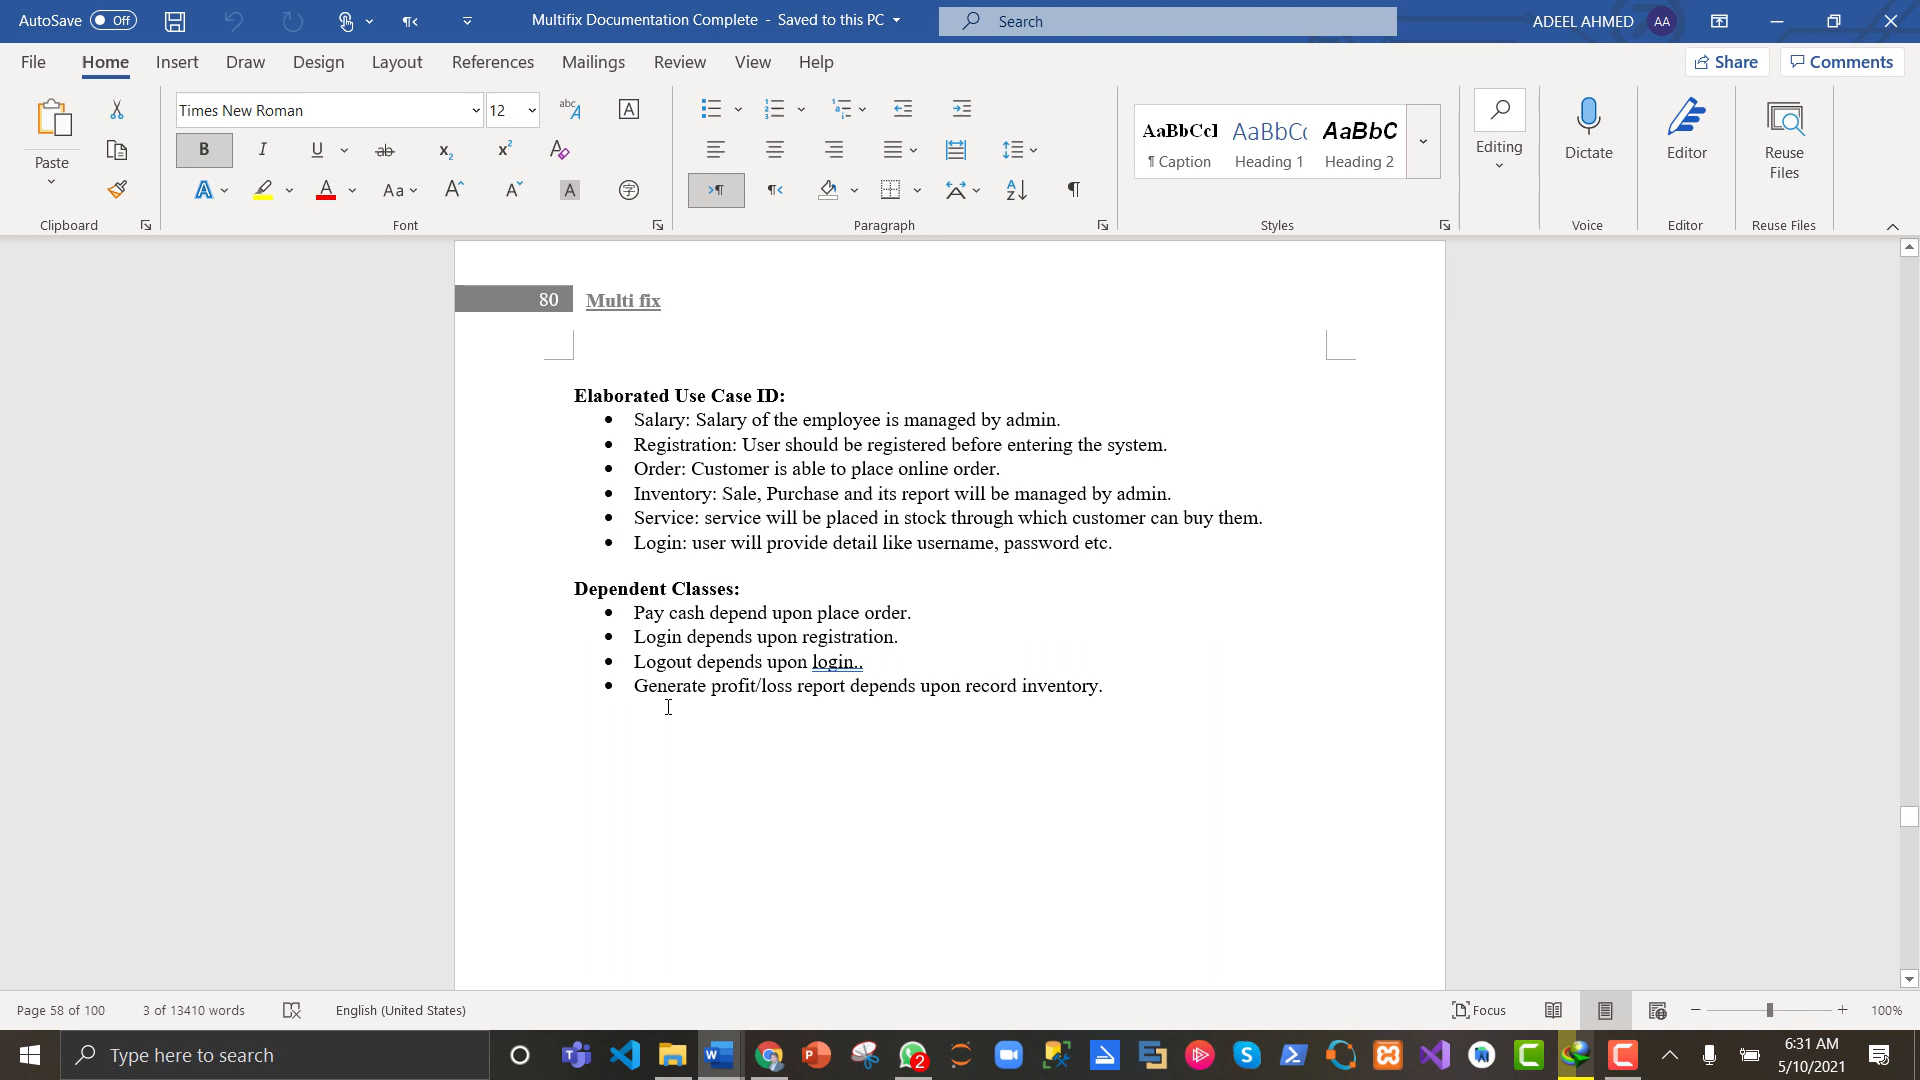 AutoSave Off Multifix Documentation Complete - Saved to this PC Search ADEEL AHMED AA
File Home Insert Draw Design Layout References Mailings Review View Help Share Comments
Paste
Times New Roman 12
AaBbCcI AaBbCc AaBbC
¶ Caption Heading 1 Heading 2
Editing Dictate Editor Reuse
Files
Clipboard Font Paragraph Styles Voice Editor Reuse Files
80 Multi fix
Elaborated Use Case ID:
• Salary: Salary of the employee is managed by admin.
• Registration: User should be registered before entering the system.
• Order: Customer is able to place online order.
• Inventory: Sale, Purchase and its report will be managed by admin.
• Service: service will be placed in stock through which customer can buy them.
• Login: user will provide detail like username, password etc.
Dependent Classes:
• Pay cash depend upon place order.
• Login depends upon registration.
• Logout depends upon login..
• Generate profit/loss report depends upon record inventory.
Page 58 of 100 3 of 13410 words English (United States) Focus 100%
Type here to search 2 6:31 AM
5/10/2021